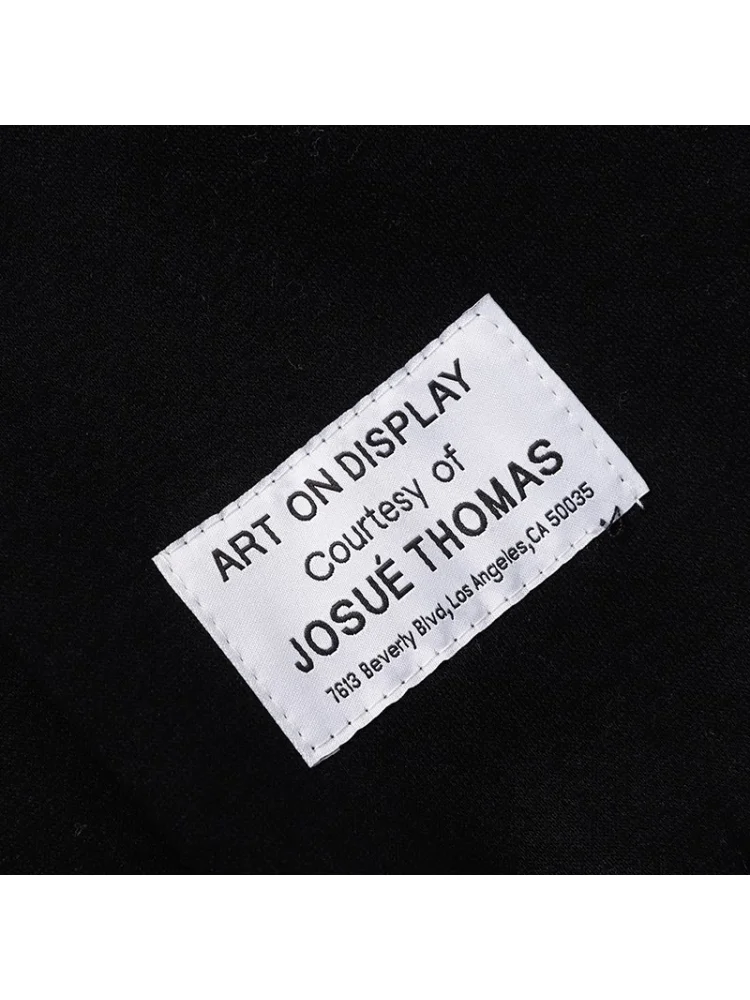 ART ON DISPLAY
Courtesy of
JOSUÉ THOMAS
7613 Beverly Blvd, Los Angeles, CA 50035